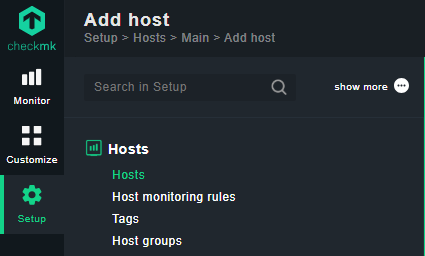 Add host
Setup > Hosts > Main > Add host
checkmk
Search in Setup
show more
Monitor
Customize
Setup
Hosts
Hosts
Host monitoring rules
Tags
Host groups